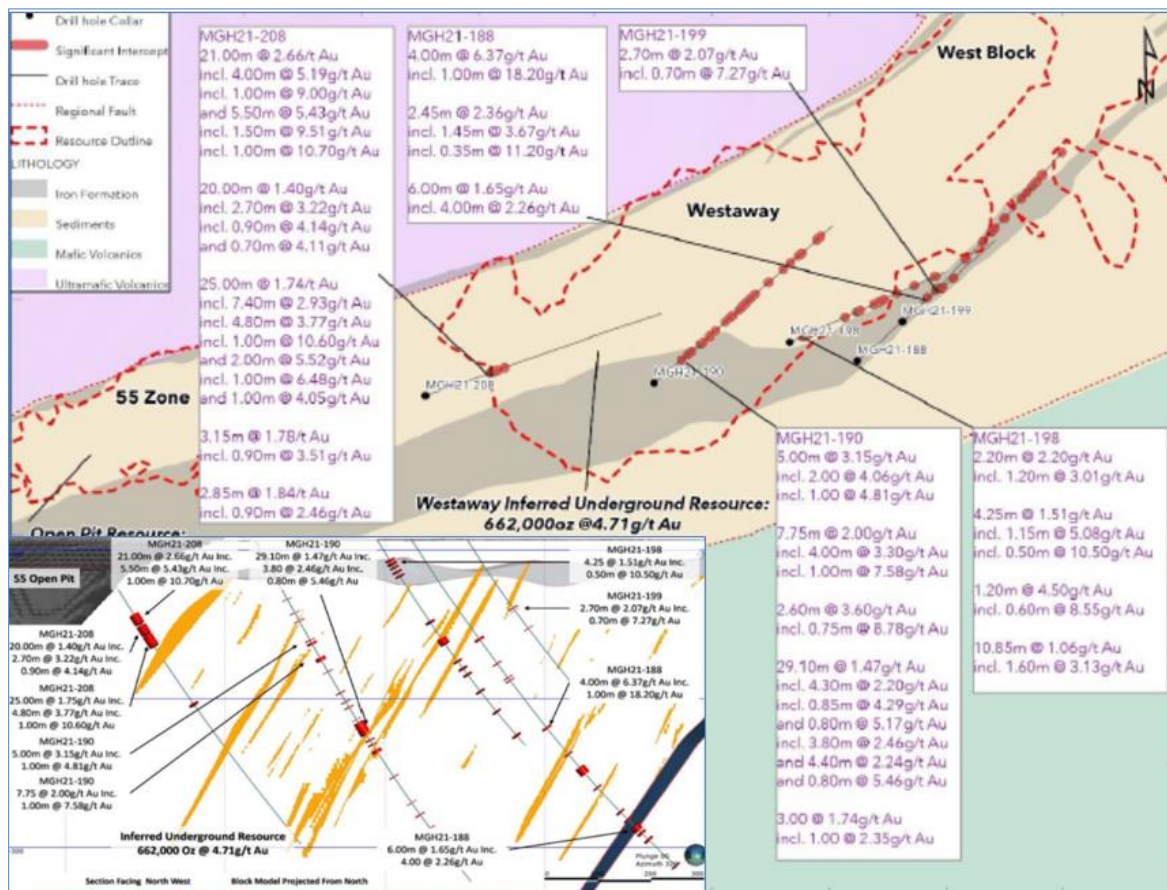 Drill hole Collar
Significant Intercept
Drill hole Trace
Regional Fault
Resource Outline
LITHOLOGY
Iron Formation
Sediments
Mafic Volcanics
Ultramafic Volcanics
MGH21-208
21.00m @ 2.66/t Au
incl. 4.00m @ 5.19g/t Au
incl. 1.00m @ 9.00g/t Au
and 5.50m @ 5.43g/t Au
incl. 1.50m @ 9.51g/t Au
incl. 1.00m @ 10.70g/t Au
20.00m @ 1.40g/t Au
incl. 2.70m @ 3.22g/t Au
incl. 0.90m @ 4.14g/t Au
and 0.70m @ 4.11g/t Au
25.00m @ 1.74/t Au
incl. 7.40m @ 2.93g/t Au
incl. 4.80m @ 3.77g/t Au
incl. 1.00m @ 10.60g/t Au
and 2.00m @ 5.52g/t Au
incl. 1.00m @ 6.48g/t Au
and 1.00m @ 4.05g/t Au
3.15m @ 1.78/t Au
incl. 0.90m @ 3.51g/t Au
2.85m @ 1.84/t Au
incl. 0.90m @ 2.46g/t Au
MGH21-188
4.00m @ 6.37g/t Au
incl. 1.00m @ 18.20g/t Au
2.45m @ 2.36g/t Au
incl. 1.45m @ 3.67g/t Au
incl. 0.35m @ 11.20g/t Au
6.00m @ 1.65g/t Au
incl. 4.00m @ 2.26g/t Au
MGH21-199
2.70m @ 2.07g/t Au
incl. 0.70m @ 7.27g/t Au
West Block
Westaway
MGH21-199
MGH21-198
MGH21-188
MGH21-190
MGH21-208
55 Zone
Westaway Inferred Underground Resource:
662,000oz @4.71g/t Au
Open Pit Resource:
MGH21-190
5.00m @ 3.15g/t Au
incl. 2.00 @ 4.06g/t Au
incl. 1.00 @ 4.81g/t Au
7.75m @ 2.00g/t Au
incl. 4.00m @ 3.30g/t Au
incl. 1.00m @ 7.58g/t Au
2.60m @ 3.60g/t Au
incl. 0.75m @ 8.78g/t Au
29.10m @ 1.47g/t Au
incl. 4.30m @ 2.20g/t Au
incl. 0.85m @ 4.29g/t Au
and 0.80m @ 5.17g/t Au
incl. 3.80m @ 2.46g/t Au
and 4.40m @ 2.24g/t Au
and 0.80m @ 5.46g/t Au
3.00 @ 1.74g/t Au
incl. 1.00 @ 2.35g/t Au
MGH21-198
2.20m @ 2.20g/t Au
incl. 1.20m @ 3.01g/t Au
4.25m @ 1.51g/t Au
incl. 1.15m @ 5.08g/t Au
incl. 0.50m @ 10.50g/t Au
1.20m @ 4.50g/t Au
incl. 0.60m @ 8.55g/t Au
10.85m @ 1.06g/t Au
incl. 1.60m @ 3.13g/t Au
55 Open Pit
MGH21-208
21.00m @ 2.66g/t Au Inc.
5.50m @ 5.43g/t Au Inc.
1.00m @ 10.70g/t Au
MGH21-190
29.10m @ 1.47g/t Au Inc.
3.80 @ 2.46g/t Au Inc.
0.80m @ 5.46g/t Au
MGH21-198
4.25 @ 1.51g/t Au Inc.
0.50m @ 10.50g/t Au
MGH21-199
2.70m @ 2.07g/t Au Inc.
0.70m @ 7.27g/t Au
MGH21-188
4.00m @ 6.37g/t Au Inc.
1.00m @ 18.20g/t Au
MGH21-208
20.00m @ 1.40g/t Au Inc.
2.70m @ 3.22g/t Au Inc.
0.90m @ 4.14g/t Au
MGH21-208
25.00m @ 1.75g/t Au Inc.
4.80m @ 3.77g/t Au Inc.
1.00m @ 10.60g/t Au
MGH21-190
5.00m @ 3.15g/t Au Inc.
1.00m @ 4.81g/t Au
MGH21-190
7.75 @ 2.00g/t Au Inc.
1.00m @ 7.58g/t Au
Inferred Underground Resource
662,000 Oz @ 4.71g/t Au
MGH21-188
6.00m @ 1.65g/t Au Inc.
4.00 @ 2.26g/t Au
Section Facing North West
Block Model Projected From North
Plunge
Azimuth